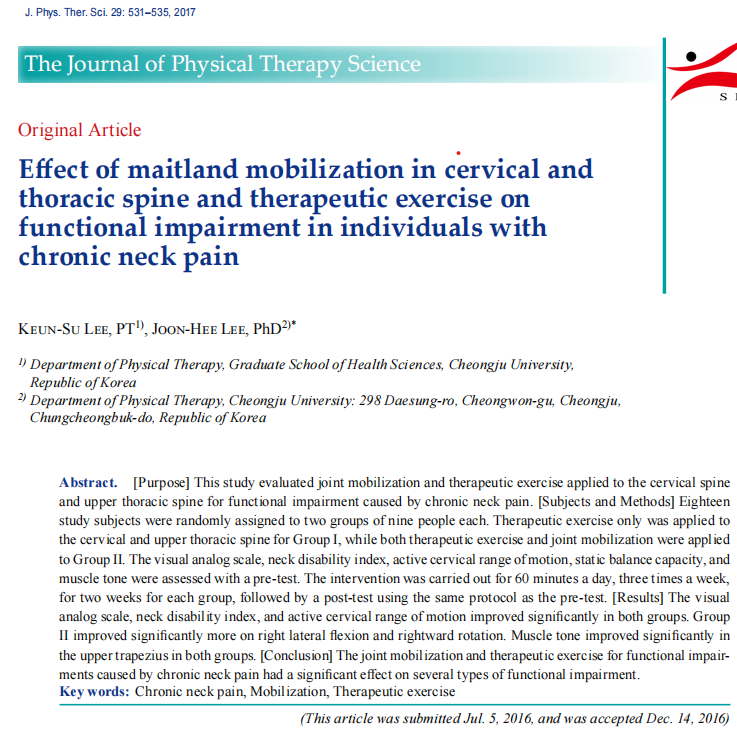 J. Phys. Ther. Sci. 29: 531–535, 2017
The Journal of Physical Therapy Science
S
Original Article
Effect of maitland mobilization in cervical and
thoracic spine and therapeutic exercise on
functional impairment in individuals with
chronic neck pain
Keun-Su Lee, PT1), Joon-Hee Lee, PhD2)*
1) Department of Physical Therapy, Graduate School of Health Sciences, Cheongju University,
Republic of Korea
2) Department of Physical Therapy, Cheongju University: 298 Daesung-ro, Cheongwon-gu, Cheongju,
Chungcheongbuk-do, Republic of Korea
Abstract. [Purpose] This study evaluated joint mobilization and therapeutic exercise applied to the cervical spine
and upper thoracic spine for functional impairment caused by chronic neck pain. [Subjects and Methods] Eighteen
study subjects were randomly assigned to two groups of nine people each. Therapeutic exercise only was applied to
the cervical and upper thoracic spine for Group I, while both therapeutic exercise and joint mobilization were applied
to Group II. The visual analog scale, neck disability index, active cervical range of motion, static balance capacity, and
muscle tone were assessed with a pre-test. The intervention was carried out for 60 minutes a day, three times a week,
for two weeks for each group, followed by a post-test using the same protocol as the pre-test. [Results] The visual
analog scale, neck disability index, and active cervical range of motion improved significantly in both groups. Group
II improved significantly more on right lateral flexion and rightward rotation. Muscle tone improved significantly in
the upper trapezius in both groups. [Conclusion] The joint mobilization and therapeutic exercise for functional impair-
ments caused by chronic neck pain had a significant effect on several types of functional impairment.
Key words: Chronic neck pain, Mobilization, Therapeutic exercise
(This article was submitted Jul. 5, 2016, and was accepted Dec. 14, 2016)